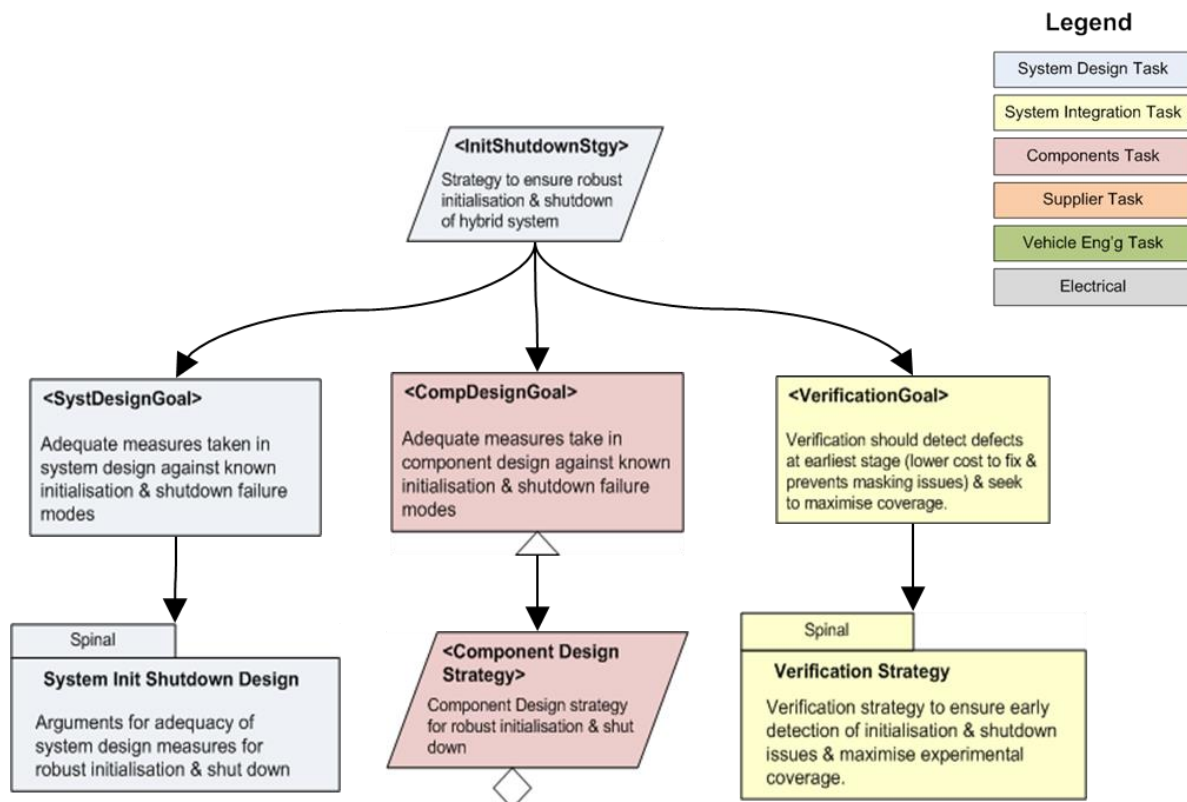 Legend
System Design Task
System Integration Task
Components Task
Supplier Task
Vehicle Eng'g Task
Electrical
<InitShutdownStgy>
Strategy to ensure robust
initialisation & shutdown
of hybrid system
<SystDesignGoal>
Adequate measures taken in
system design against known
initialisation & shutdown failure
modes
<CompDesignGoal>
Adequate measures take in
component design against known
initialisation & shutdown failure
modes
<VerificationGoal>
Verification should detect defects
at earliest stage (lower cost to fix &
prevents masking issues) & seek
to maximise coverage.
Spinal
System Init Shutdown Design
Arguments for adequacy of
system design measures for
robust initialisation & shut down
<Component Design
Strategy>
Component Design strategy
for robust initialisation & shut
down
Spinal
Verification Strategy
Verification strategy to ensure early
detection of initialisation & shutdown
issues & maximise experimental
coverage.